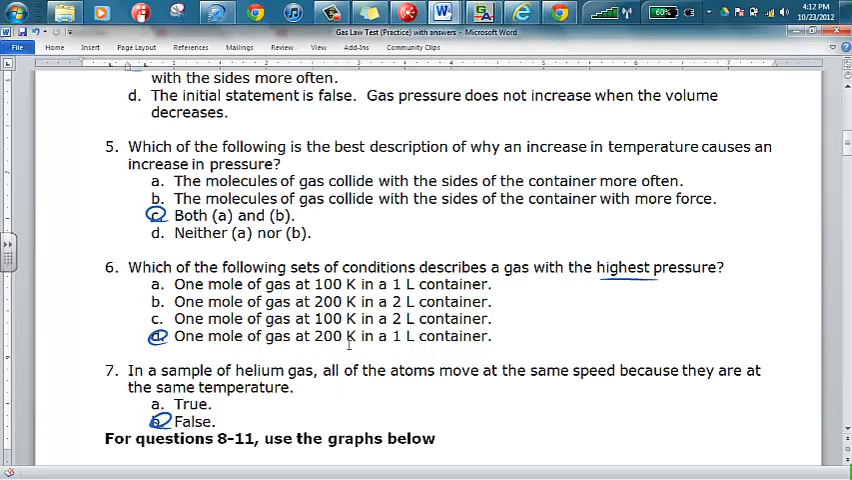 4:12 PM
60%
10/23/2012
Gas Law Test (Practice) with answers - Microsoft Word
File Home Insert Page Layout References Mailings Review View Add-Ins Community Clips
with the sides more often.
d. The initial statement is false. Gas pressure does not increase when the volume
decreases.
5. Which of the following is the best description of why an increase in temperature causes an
increase in pressure?
a. The molecules of gas collide with the sides of the container more often.
b. The molecules of gas collide with the sides of the container with more force.
c. Both (a) and (b).
d. Neither (a) nor (b).
6. Which of the following sets of conditions describes a gas with the highest pressure?
a. One mole of gas at 100 K in a 1 L container.
b. One mole of gas at 200 K in a 2 L container.
c. One mole of gas at 100 K in a 2 L container.
d. One mole of gas at 200 K in a 1 L container.
7. In a sample of helium gas, all of the atoms move at the same speed because they are at
the same temperature.
a. True.
b. False.
For questions 8-11, use the graphs below